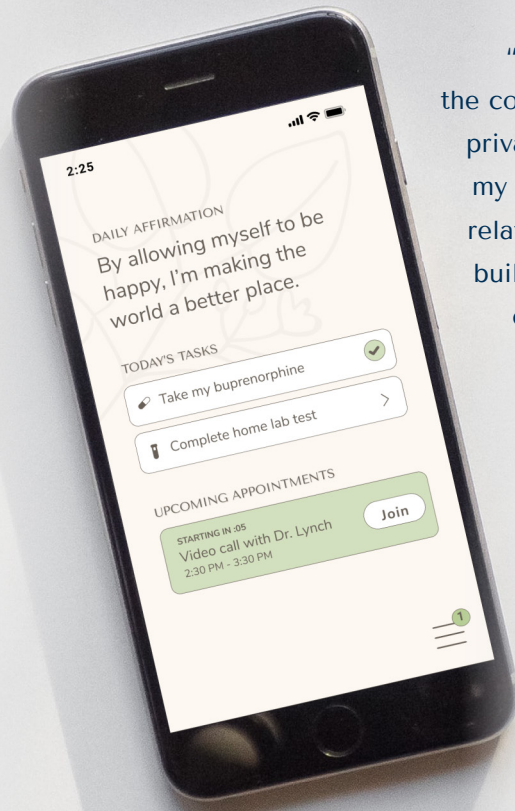 "
the co
priva
my
rela
buil
2:25
DAILY AFFIRMATION
By allowing myself to be
happy, I'm making the
world a better place.
TODAY'S TASKS
Take my buprenorphine
Complete home lab test
UPCOMING APPOINTMENTS
STARTING IN :05
Video call with Dr. Lynch
2:30 PM - 3:30 PM
Join
1